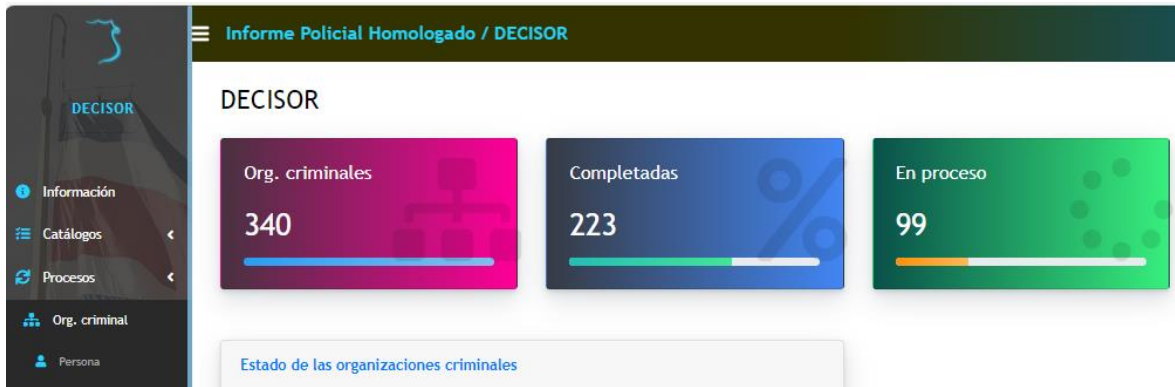 Informe Policial Homologado / DECISOR
DECISOR
Información
Catálogos
Procesos
Org. criminal
Persona
DECISOR
Org. criminales
340
Completadas
223
En proceso
99
Estado de las organizaciones criminales